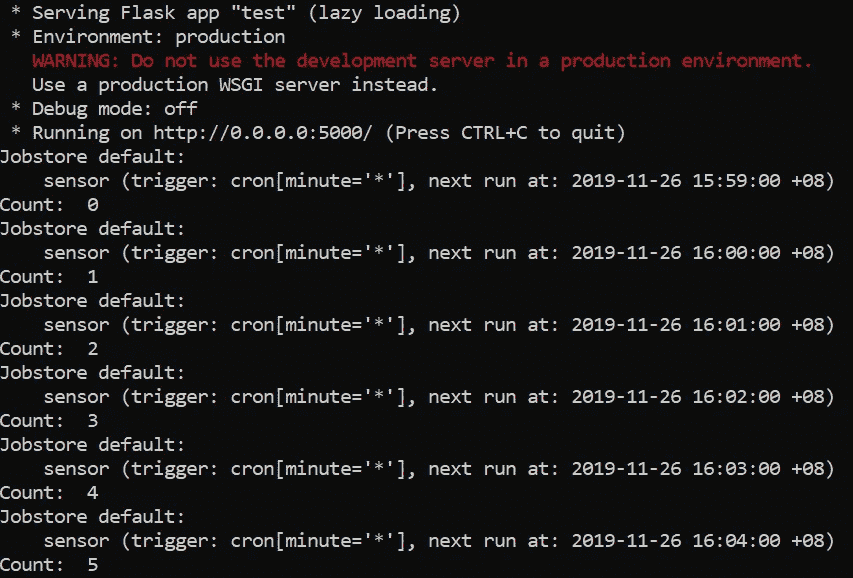 * Serving Flask app "test" (lazy loading)
* Environment: production
WARNING: Do not use the development server in a production environment.
Use a production WSGI server instead.
* Debug mode: off
* Running on http://0.0.0.0:5000/ (Press CTRL+C to quit)
Jobstore default:
sensor (trigger: cron[minute='*'], next run at: 2019-11-26 15:59:00 +08)
Count:  0
Jobstore default:
sensor (trigger: cron[minute='*'], next run at: 2019-11-26 16:00:00 +08)
Count:  1
Jobstore default:
sensor (trigger: cron[minute='*'], next run at: 2019-11-26 16:01:00 +08)
Count:  2
Jobstore default:
sensor (trigger: cron[minute='*'], next run at: 2019-11-26 16:02:00 +08)
Count:  3
Jobstore default:
sensor (trigger: cron[minute='*'], next run at: 2019-11-26 16:03:00 +08)
Count:  4
Jobstore default:
sensor (trigger: cron[minute='*'], next run at: 2019-11-26 16:04:00 +08)
Count:  5